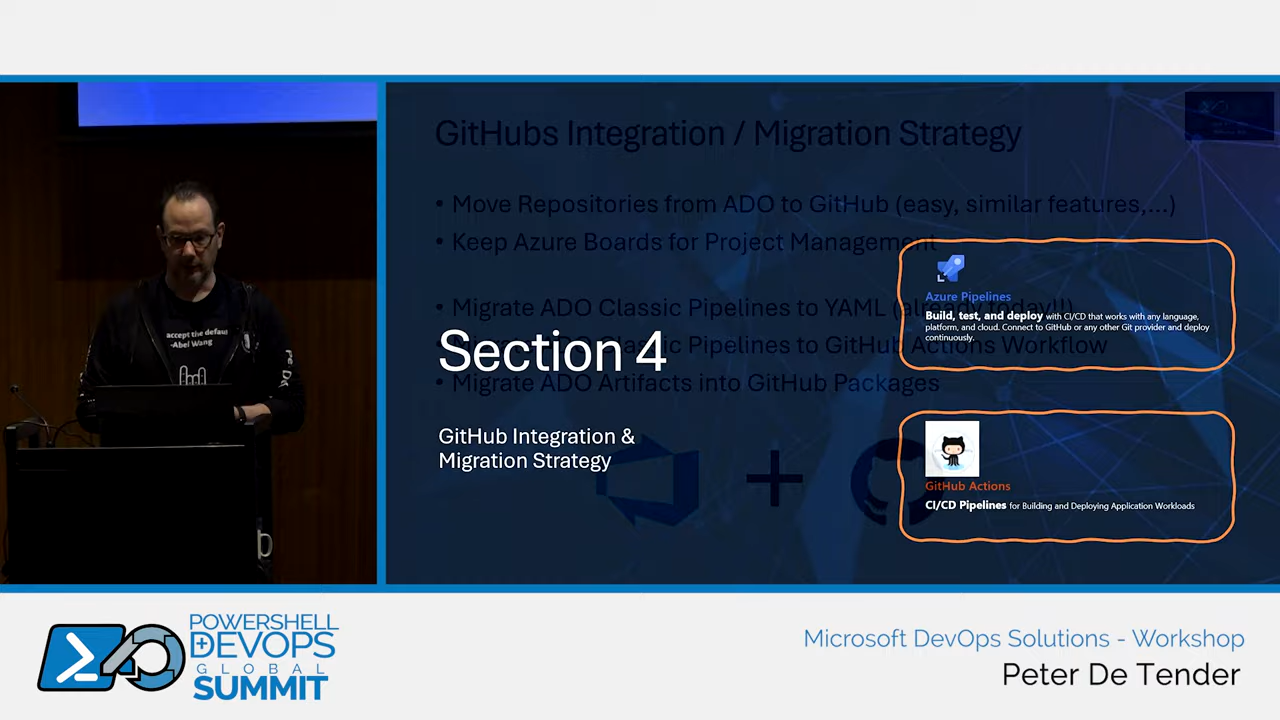 GitHubs Integration / Migration Strategy
• Move Repositories from ADO to GitHub (easy, similar features,...)
• Keep Azure Boards for Project Management
• Migrate ADO Classic Pipelines to YAML (already today!!)
Classic Pipelines to GitHub Actions Workflow
• Migrate ADO Artifacts into GitHub Packages
Section 4
GitHub Integration &
Migration Strategy
Azure Pipelines
Build, test, and deploy with CI/CD that works with any language,
platform, and cloud. Connect to GitHub or any other Git provider and deploy
continuously.
GitHub Actions
CI/CD Pipelines for Building and Deploying Application Workloads
accept the defau
-Abel Wang
POWERSHELL
+DEVOPS
GLOBAL
SUMMIT
Microsoft DevOps Solutions - Workshop
Peter De Tender